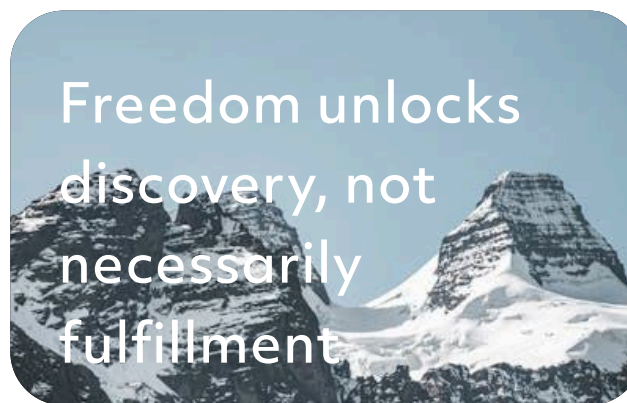 Freedom unlocks
discovery, not
necessarily
fulfillment